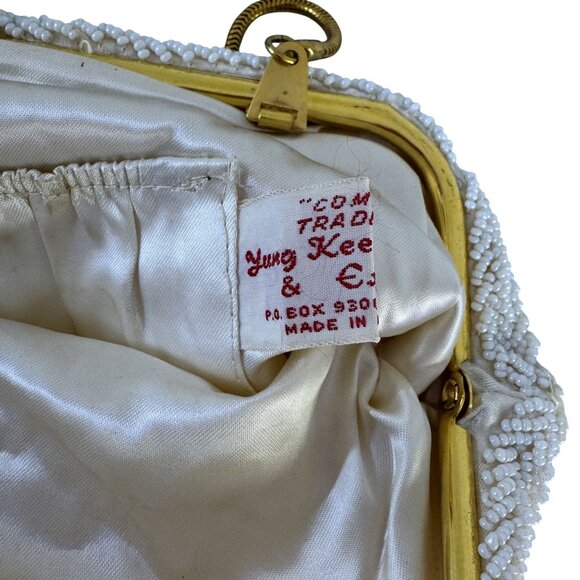 "COM
TRAD
Yung Kee
& E
P.O. BOX 930
MADE IN